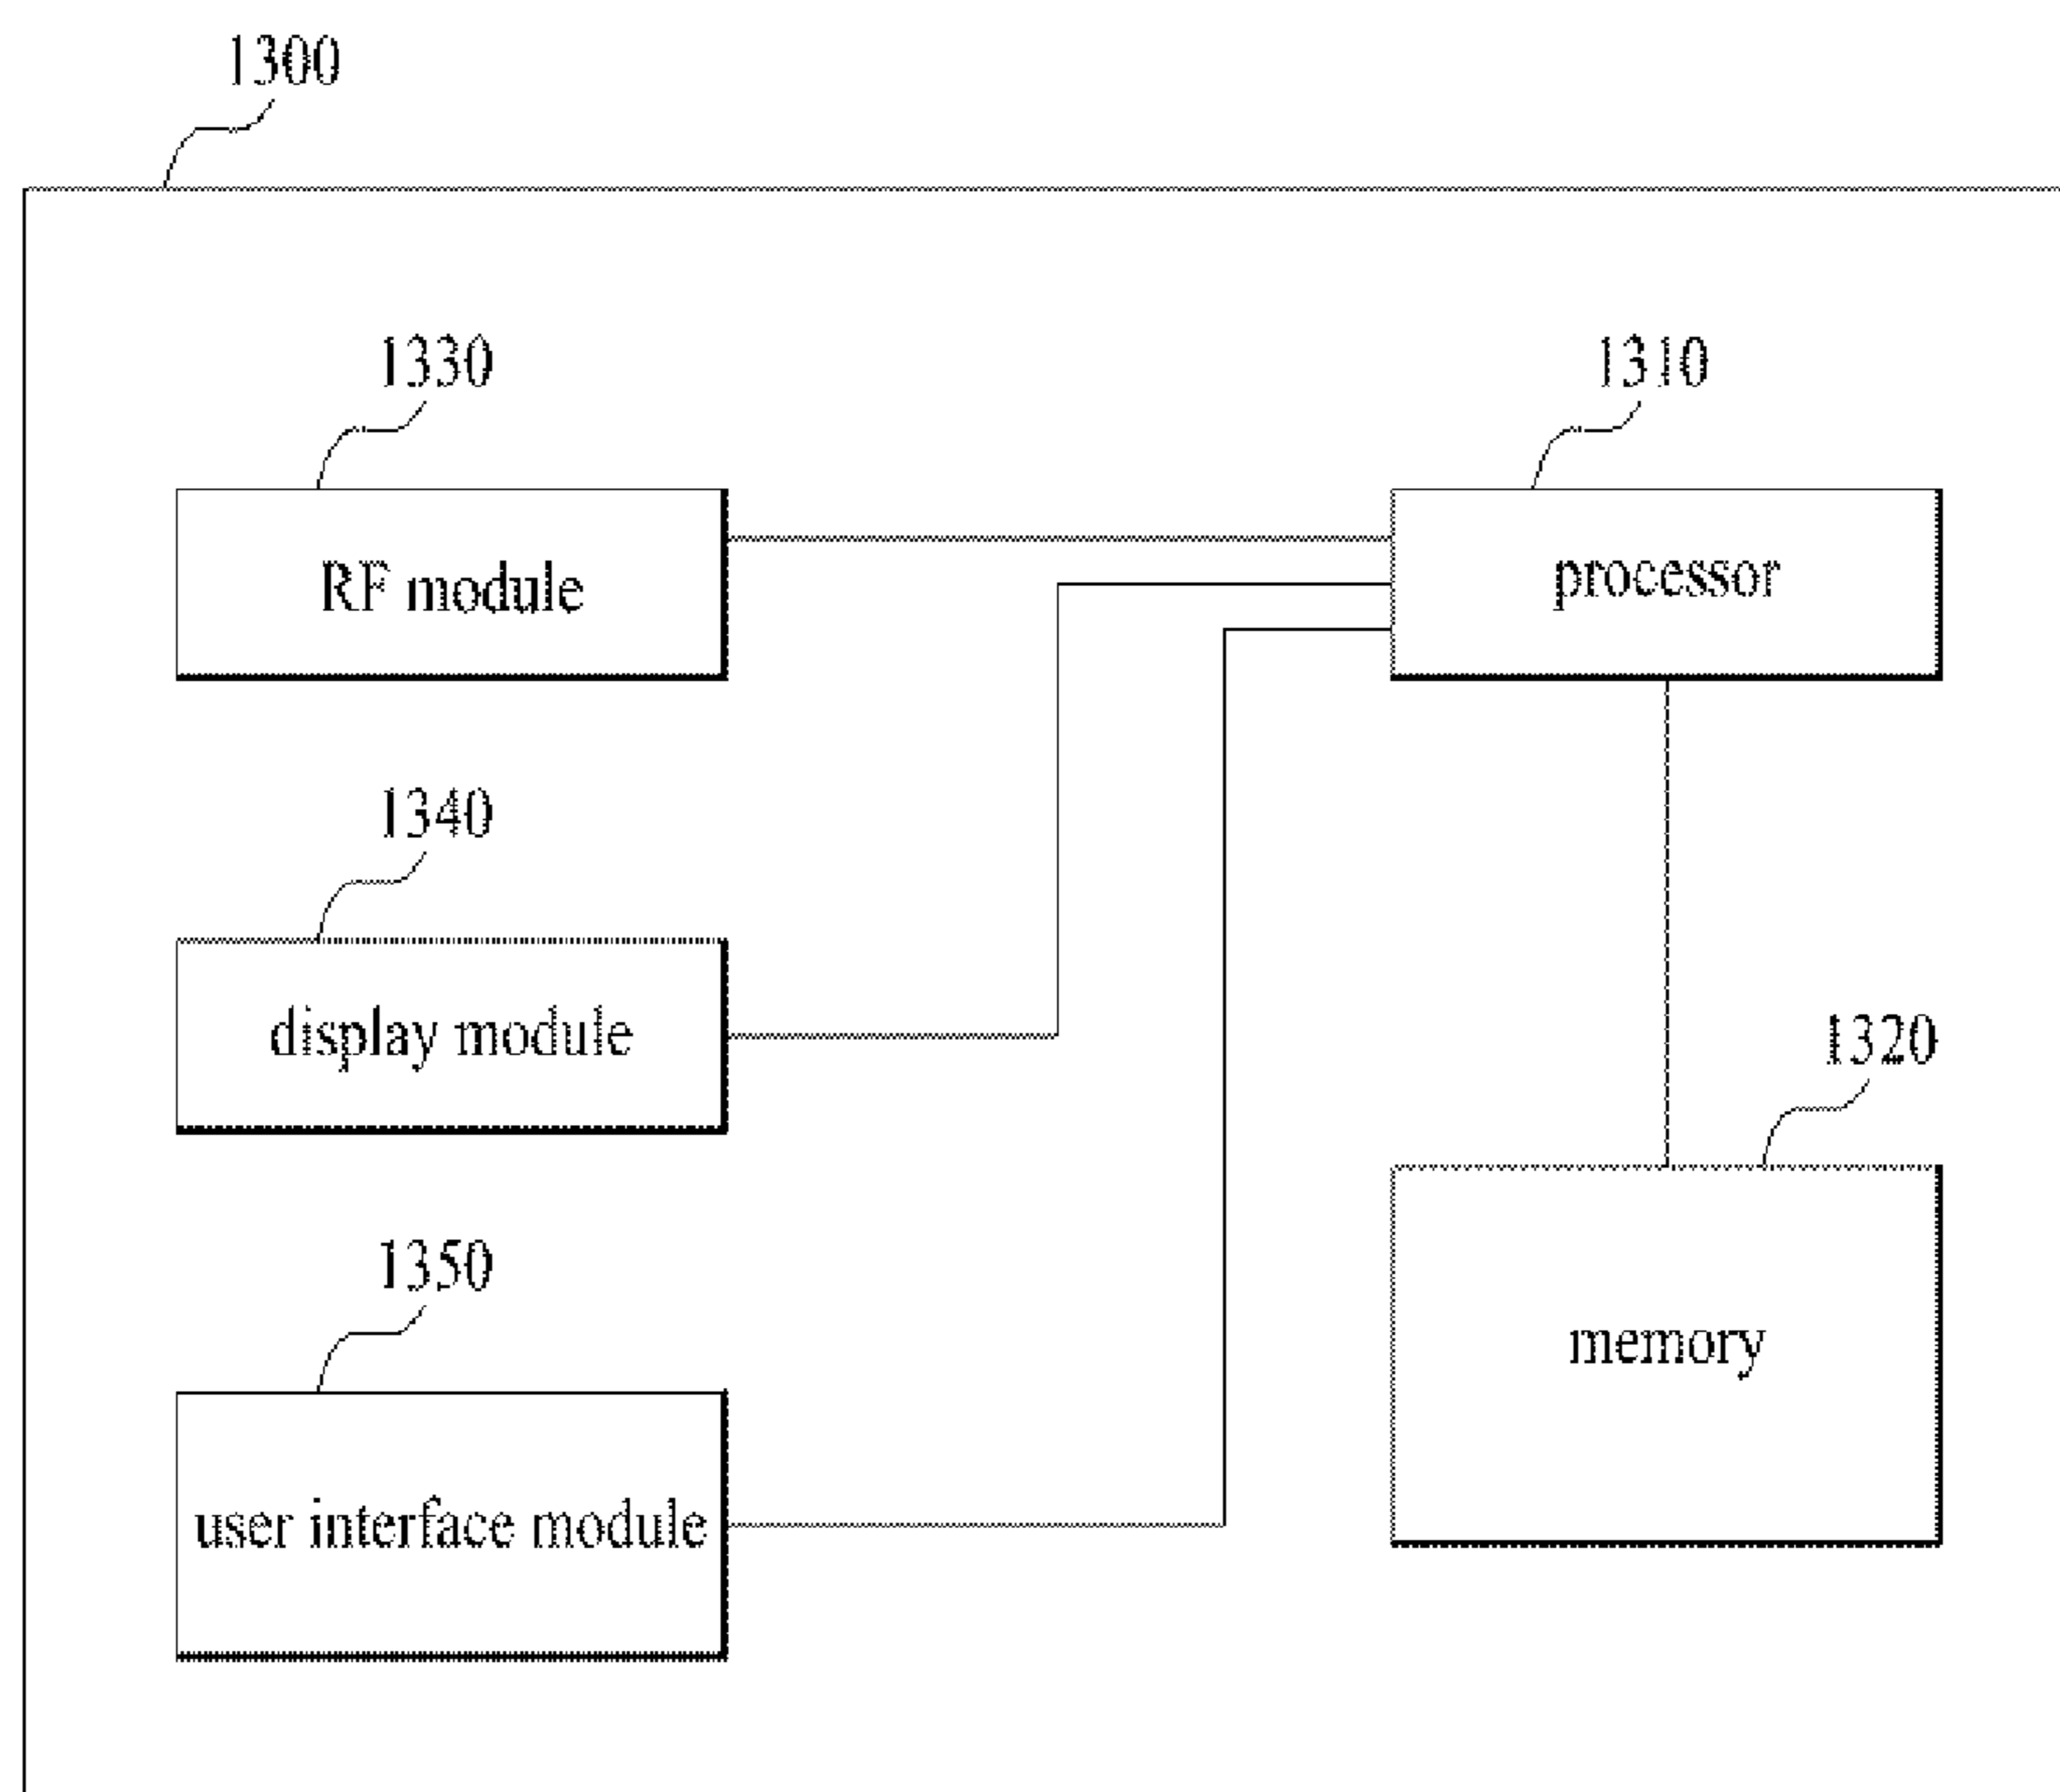 1300
1330
1310
RF module
processor
1340
display module
1320
1350
memory
user interface module